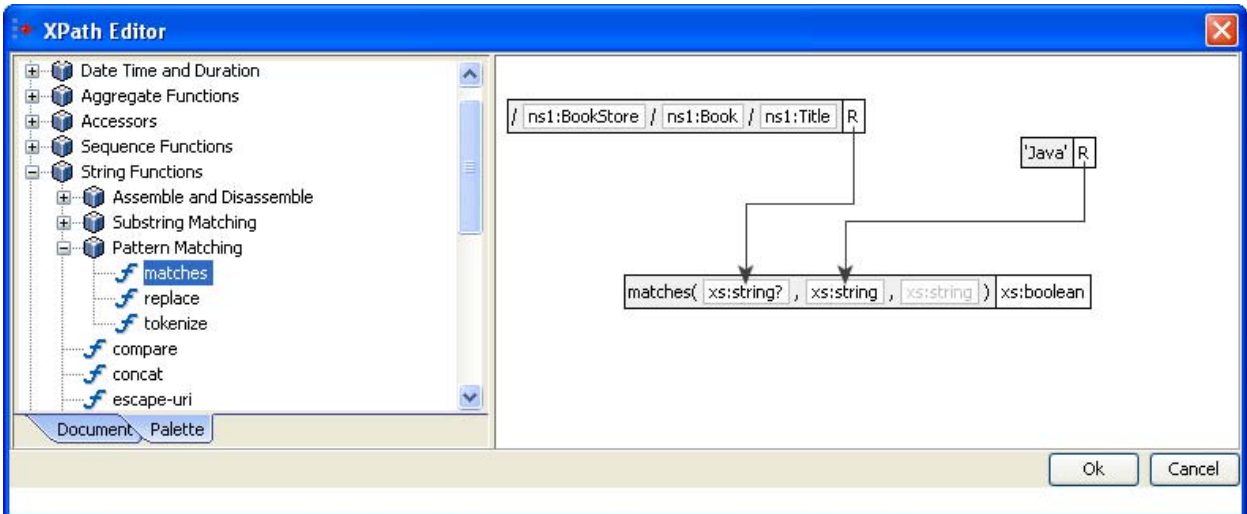 XPath Editor
Date Time and Duration
Aggregate Functions
Accessors
Sequence Functions
String Functions
Assemble and Disassemble
Substring Matching
Pattern Matching
matches
replace
tokenize
compare
concat
escape-uri
Document Palette
/ ns1:BookStore / ns1:Book / ns1:Title R
'Java' R
matches( xs:string? , xs:string , xs:string ) xs:boolean
Ok Cancel